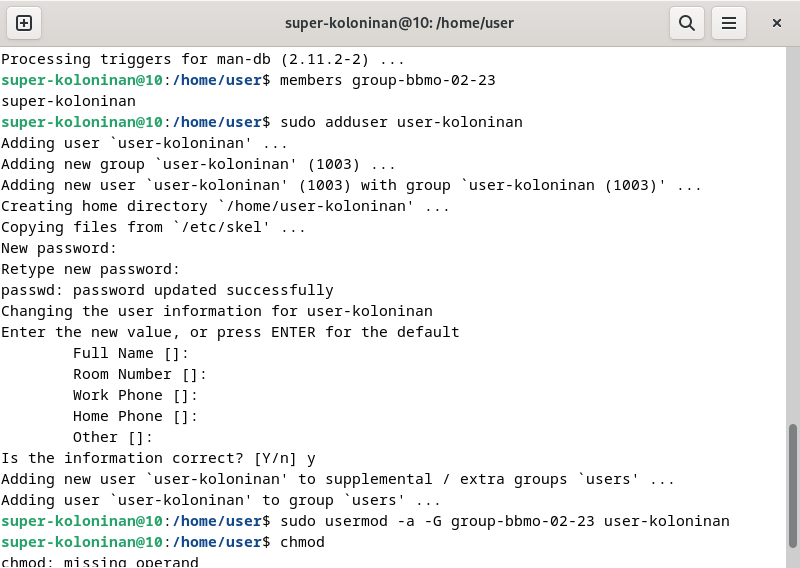 super-koloninan@10: /home/user
Processing triggers for man-db (2.11.2-2) ...
super-koloninan@10:/home/user$ members group-bbmo-02-23
super-koloninan
super-koloninan@10:/home/user$ sudo adduser user-koloninan
Adding user `user-koloninan' ...
Adding new group `user-koloninan' (1003) ...
Adding new user `user-koloninan' (1003) with group `user-koloninan (1003)' ...
Creating home directory `/home/user-koloninan' ...
Copying files from `/etc/skel' ...
New password:
Retype new password:
passwd: password updated successfully
Changing the user information for user-koloninan
Enter the new value, or press ENTER for the default
Full Name []:
Room Number []:
Work Phone []:
Home Phone []:
Other []:
Is the information correct? [Y/n] y
Adding new user `user-koloninan' to supplemental / extra groups `users' ...
Adding user `user-koloninan' to group `users' ...
super-koloninan@10:/home/user$ sudo usermod -a -G group-bbmo-02-23 user-koloninan
super-koloninan@10:/home/user$ chmod
chmod: missing operand